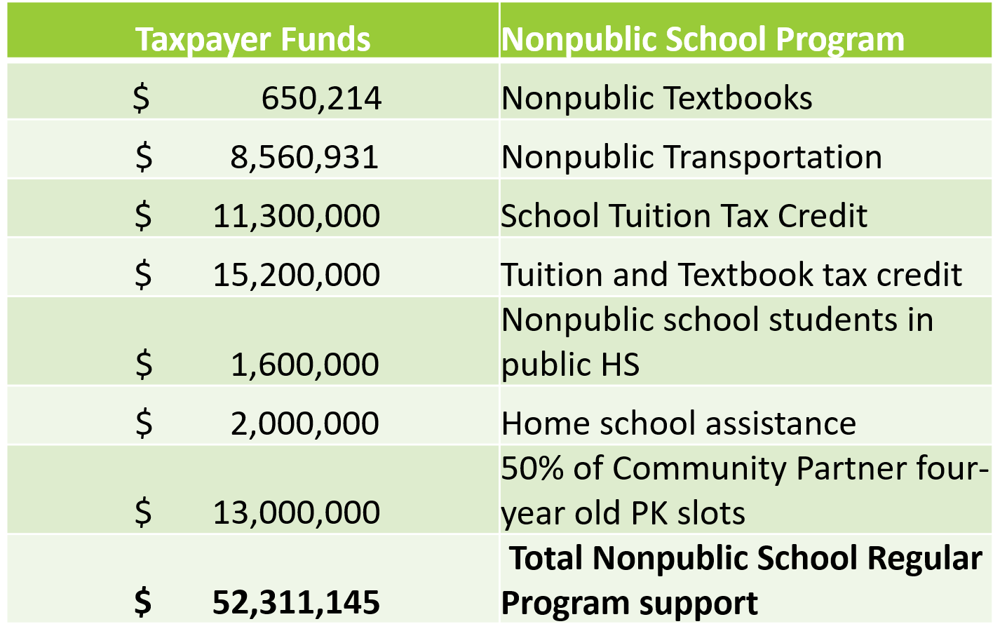 Taxpayer Funds Nonpublic School Program
$ 650,214 Nonpublic Textbooks
$ 8,560,931 Nonpublic Transportation
$ 11,300,000 School Tuition Tax Credit
$ 15,200,000 Tuition and Textbook tax credit
Nonpublic school students in
$ 1,600,000 public HS
$ 2,000,000 Home school assistance
50% of Community Partner four-
$ 13,000,000 year old PK slots
Total Nonpublic School Regular
$ 52,311,145 Program support